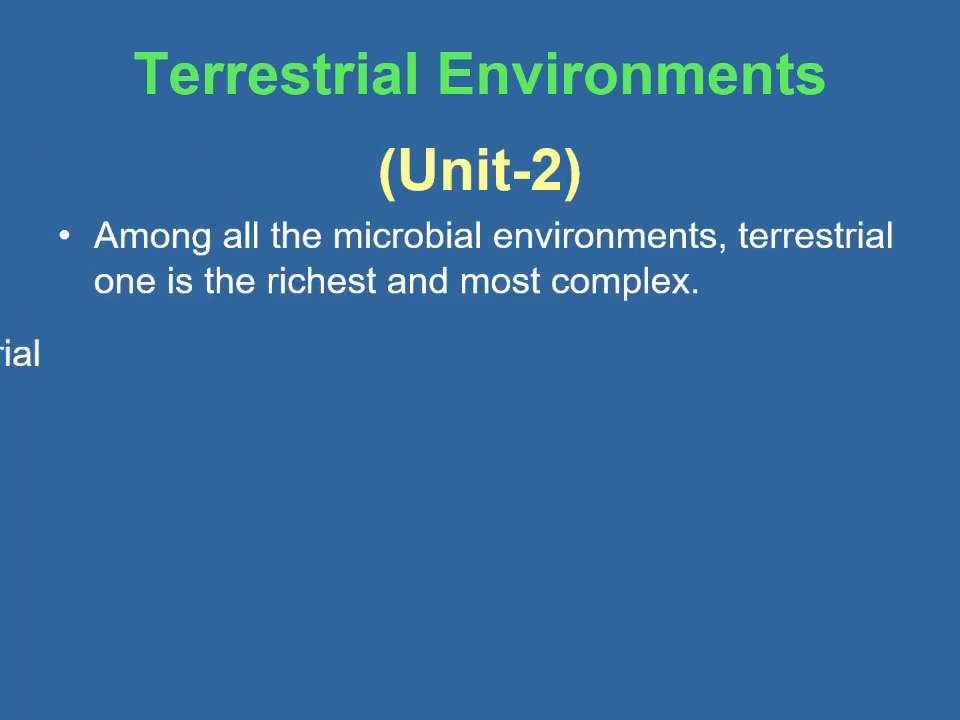 Terrestrial Environments
(Unit-2)
• Among all the microbial environments, terrestrial
one is the richest and most complex.
rial